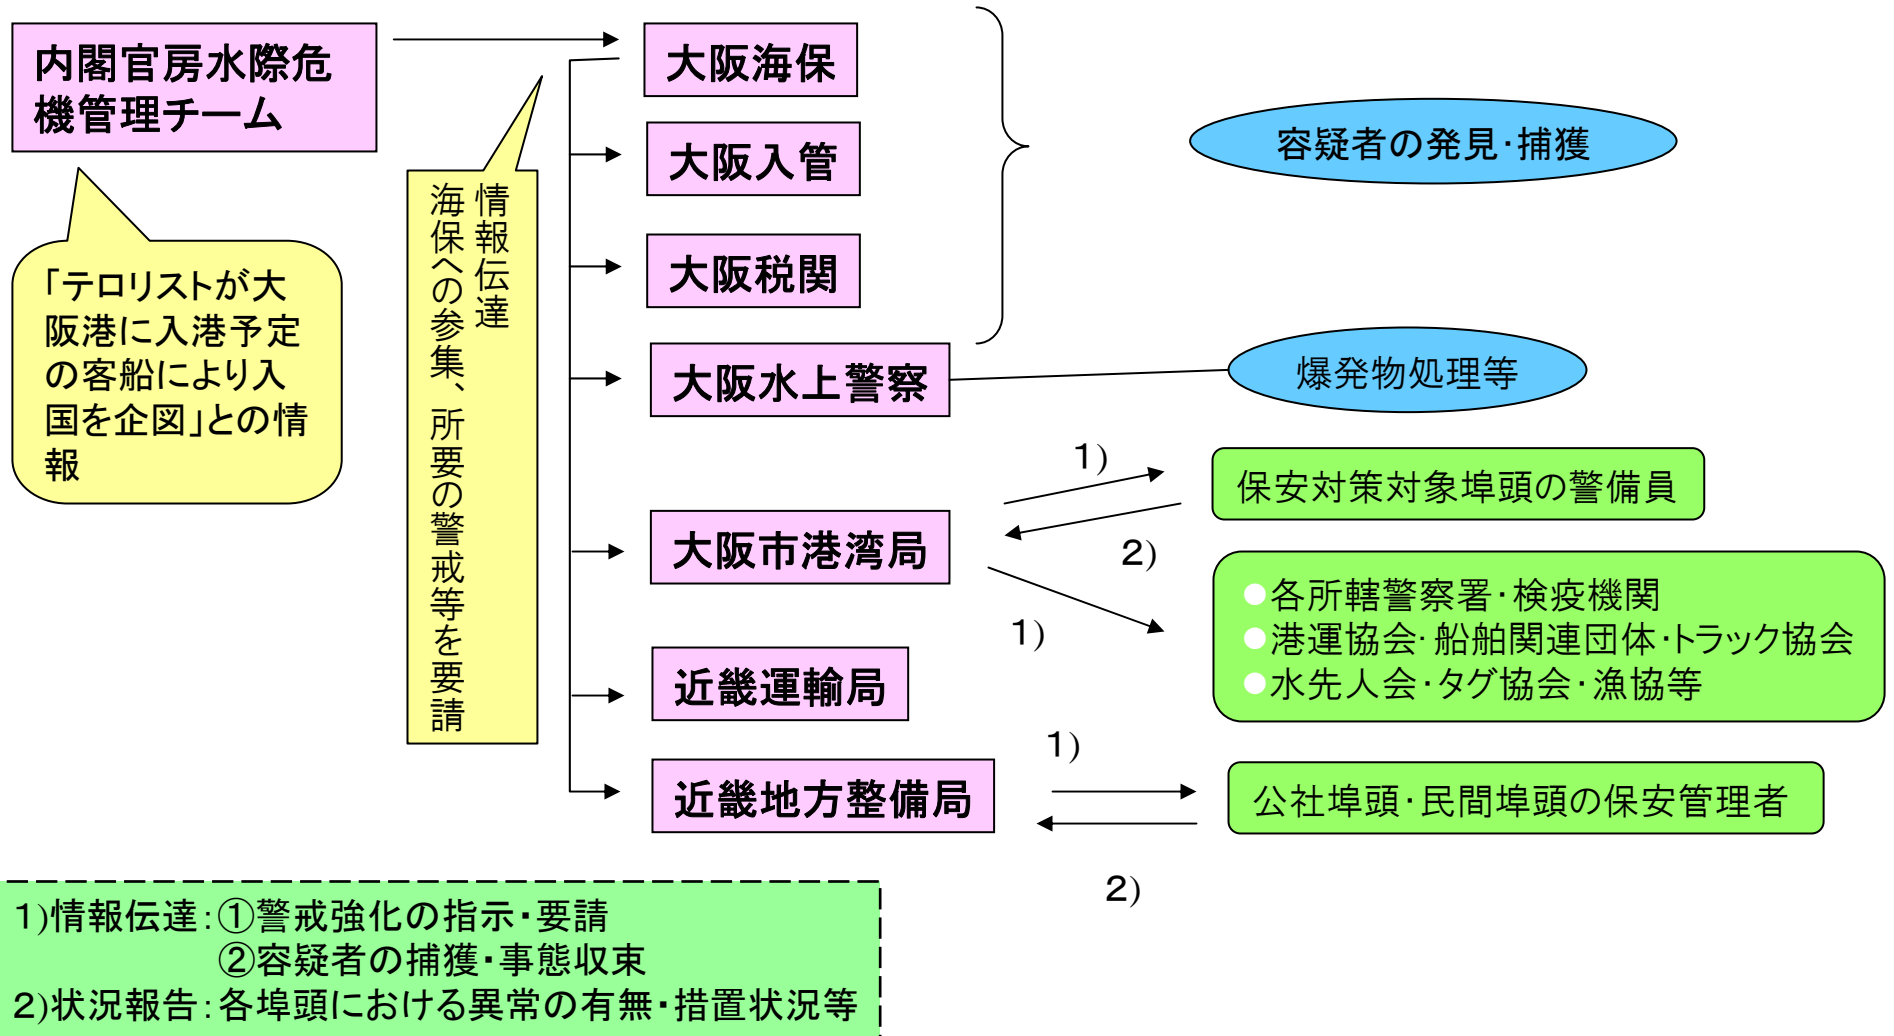 内閣官房水際危
機管理チーム
「テロリストが大
阪港に入港予定
の客船により入
国を企図」との情
報
情報伝達
海保への参集、所要の警戒等を要請
大阪海保
大阪入管
大阪税関
大阪水上警察
大阪市港湾局
近畿運輸局
近畿地方整備局
容疑者の発見･捕獲
爆発物処理等
1)
保安対策対象埠頭の警備員
2)
●各所轄警察署･検疫機関
●港運協会･船舶関連団体･トラック協会
●水先人会･タグ協会･漁協等
1)
1)
公社埠頭･民間埠頭の保安管理者
2)
1)情報伝達:①警戒強化の指示･要請
②容疑者の捕獲･事態収束
2)状況報告:各埠頭における異常の有無･措置状況等